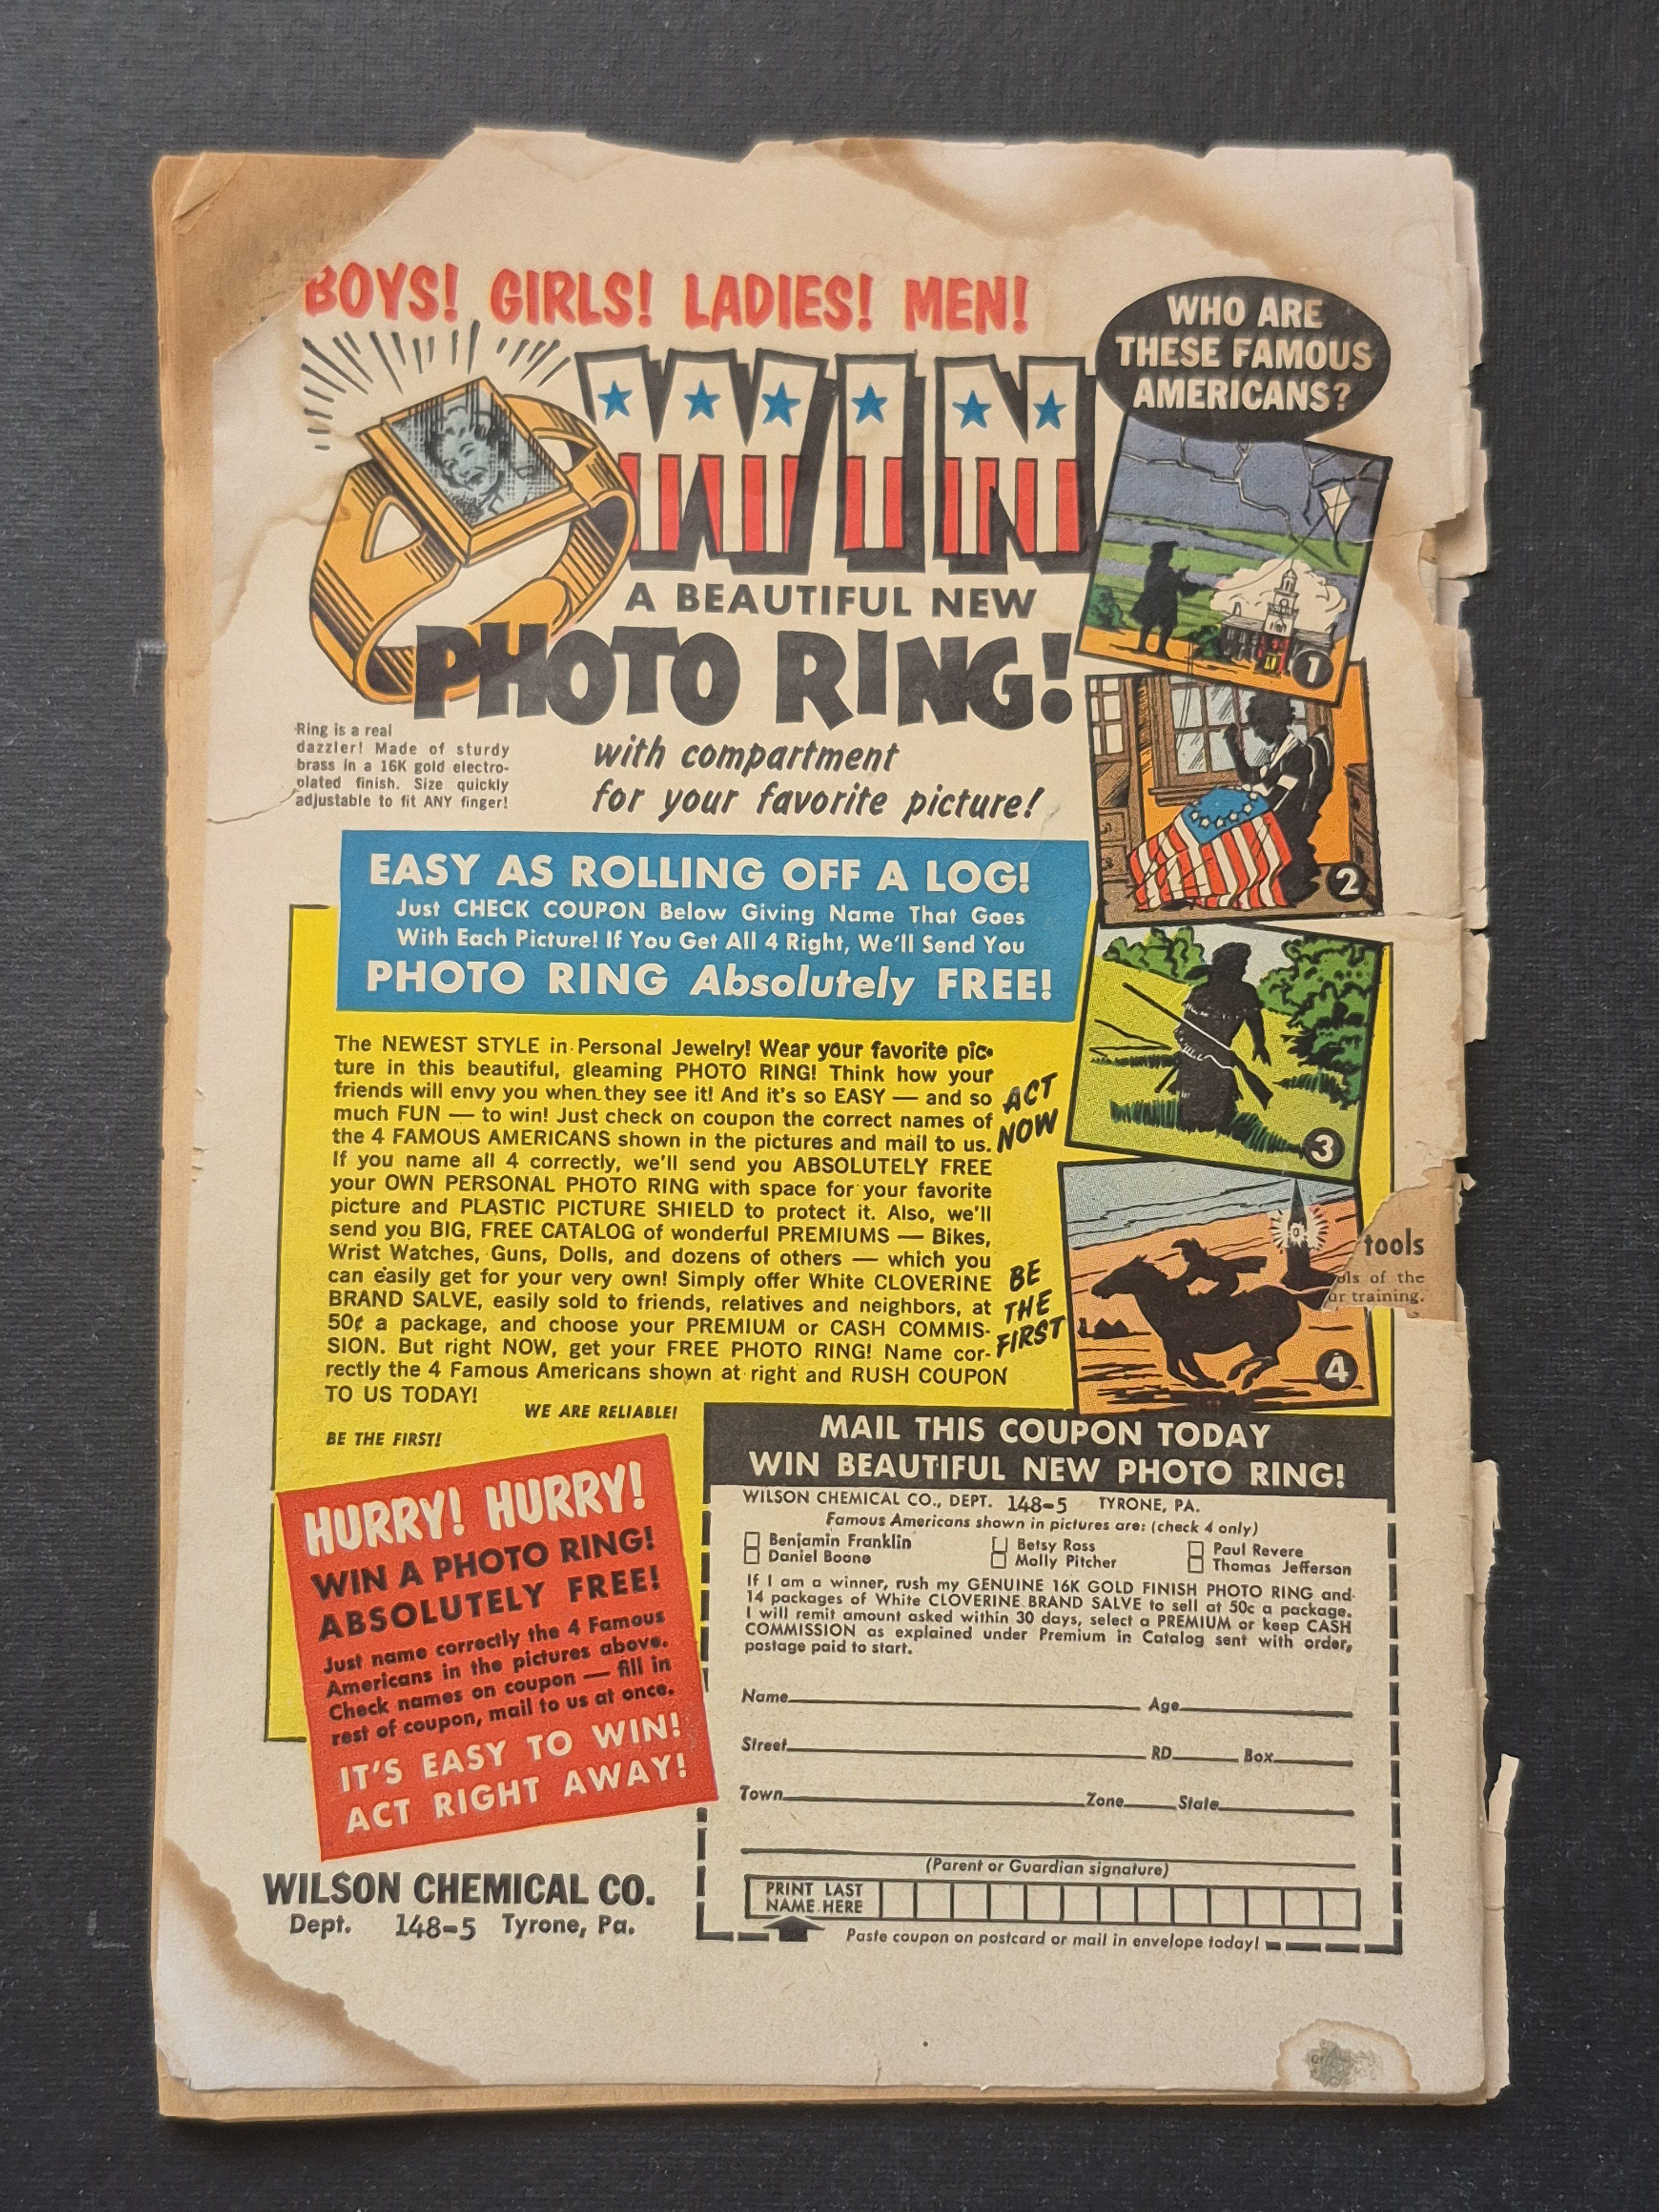 BOYS! GIRLS! LADIES! MEN!
WIN
A BEAUTIFUL NEW
PHOTO RING!
with compartment
for your favorite picture!
Ring is a real
dazzler! Made of sturdy
brass in a 16K gold electro-
plated finish. Size quickly
adjustable to fit ANY finger!
WHO ARE
THESE FAMOUS
AMERICANS?
1
2
3
4
EASY AS ROLLING OFF A LOG!
Just CHECK COUPON Below Giving Name That Goes
With Each Picture! If You Get All 4 Right, We'll Send You
PHOTO RING Absolutely FREE!
The NEWEST STYLE in Personal Jewelry! Wear your favorite pic-
ture in this beautiful, gleaming PHOTO RING! Think how your
friends will envy you when they see it! And it's so EASY — and so
much FUN — to win! Just check on coupon the correct names of
the 4 FAMOUS AMERICANS shown in the pictures and mail to us.
If you name all 4 correctly, we'll send you ABSOLUTELY FREE
your OWN PERSONAL PHOTO RING with space for your favorite
picture and PLASTIC PICTURE SHIELD to protect it. Also, we'll
send you BIG, FREE CATALOG of wonderful PREMIUMS — Bikes,
Wrist Watches, Guns, Dolls, and dozens of others — which you
can easily get for your very own! Simply offer White CLOVERINE
BRAND SALVE, easily sold to friends, relatives and neighbors, at
50¢ a package, and choose your PREMIUM or CASH COMMIS-
SION. But right NOW, get your FREE PHOTO RING! Name cor-
rectly the 4 Famous Americans shown at right and RUSH COUPON
TO US TODAY!
WE ARE RELIABLE!
BE THE FIRST!
ACT
NOW
BE
THE
FIRST
tools
ols of the
ur training.
HURRY! HURRY!
WIN A PHOTO RING!
ABSOLUTELY FREE!
Just name correctly the 4 Famous
Americans in the pictures above.
Check names on coupon — fill in
rest of coupon, mail to us at once.
IT'S EASY TO WIN!
ACT RIGHT AWAY!
WILSON CHEMICAL CO.
Dept. 148-5 Tyrone, Pa.
MAIL THIS COUPON TODAY
WIN BEAUTIFUL NEW PHOTO RING!
WILSON CHEMICAL CO., DEPT. 148-5 TYRONE, PA.
Famous Americans shown in pictures are: (check 4 only)
Benjamin Franklin Betsy Ross Paul Revere
Daniel Boone Molly Pitcher Thomas Jefferson
If I am a winner, rush my GENUINE 16K GOLD FINISH PHOTO RING and
14 packages of White CLOVERINE BRAND SALVE to sell at 50c a package.
I will remit amount asked within 30 days, select a PREMIUM or keep CASH
COMMISSION as explained under Premium in Catalog sent with order,
postage paid to start.
Name Age
Street RD Box
Town Zone State
(Parent or Guardian signature)
PRINT LAST
NAME HERE
Paste coupon on postcard or mail in envelope today!